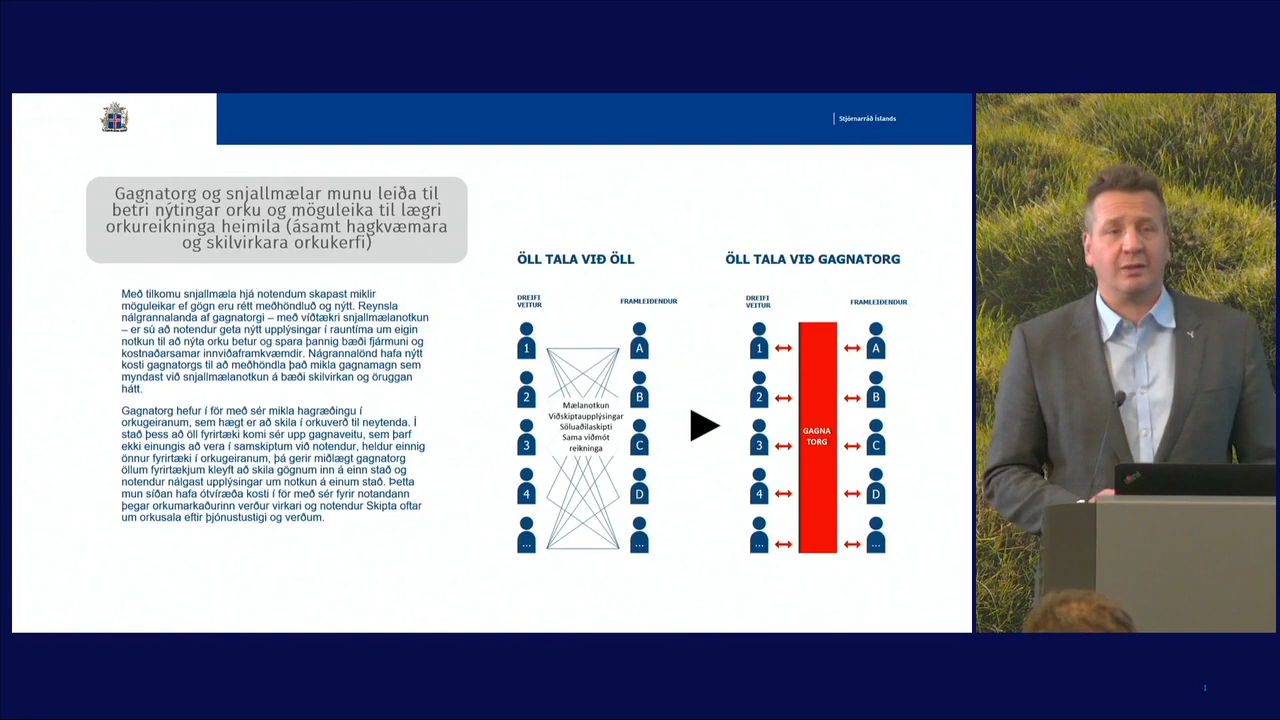 Stjórnarráð Íslands
Gagnatorg og snjallmælar munu leiða til
betri nýtingar orku og möguleika til lægri
orkureikninga heimila (ásamt hagkvæmara
og skilvirkara orkukerfi)
Með tilkomu snjallmæla hjá notendum skapast miklir
möguleikar ef gögn eru rétt meðhöndluð og nýtt. Reynsla
nálgrannalanda af gagnatorgi – með víðtækri snjallmælanotkun
– er sú að notendur geta nýtt upplýsingar í rauntíma um eigin
notkun til að nýta orku betur og spara þannig bæði fjármuni og
kostnaðarsamar innviðaframkvæmdir. Nágrannalönd hafa nýtt
kosti gagnatorgs til að meðhöndla það mikla gagnamagn sem
myndast við snjallmælanotkun á bæði skilvirkan og öruggan
hátt.
Gagnatorg hefur í för með sér mikla hagræðingu í
orkugeiranum, sem hægt er að skila í orkuverð til neytenda. Í
stað þess að öll fyrirtæki komi sér upp gagnaveitu, sem þarf
ekki einungis að vera í samskiptum við notendur, heldur einnig
önnur fyrirtæki í orkugeiranum, þá gerir miðlægt gagnatorg
öllum fyrirtækjum kleyft að skila gögnum inn á einn stað og
notendur nálgast upplýsingar um notkun á einum stað. Þetta
mun síðan hafa ótvíræða kosti í för með sér fyrir notandann
þegar orkumarkaðurinn verður virkari og notendur Skipta oftar
um orkusala eftir þjónustustigi og verðum.
ÖLL TALA VIÐ ÖLL
DREIFI
VEITUR
FRAMLEIÐENDUR
1
A
2
B
Mælanotkun
Viðskiptaupplýsingar
Söluaðilaskipti
Sama viðmót
reikninga
3
C
4
D
...
...
ÖLL TALA VIÐ GAGNATORG
DREIFI
VEITUR
FRAMLEIÐENDUR
1
A
2
B
GAGNA
TORG
3
C
4
D
...
...
1